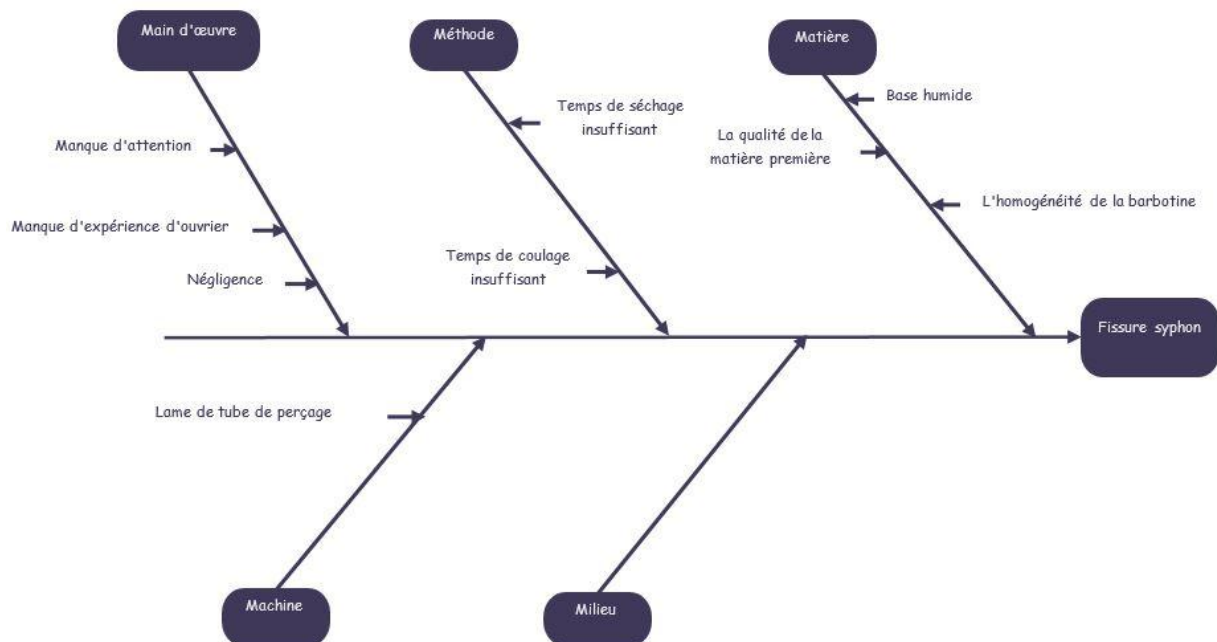 Main d'œuvre
Méthode
Matière
Base humide
Temps de séchage
insuffisant
La qualité de la
matière première
Manque d'attention
L'homogénéité de la barbotine
Manque d'expérience d'ouvrier
Temps de coulage
insuffisant
Négligence
Fissure syphon
Lame de tube de perçage
Machine
Milieu